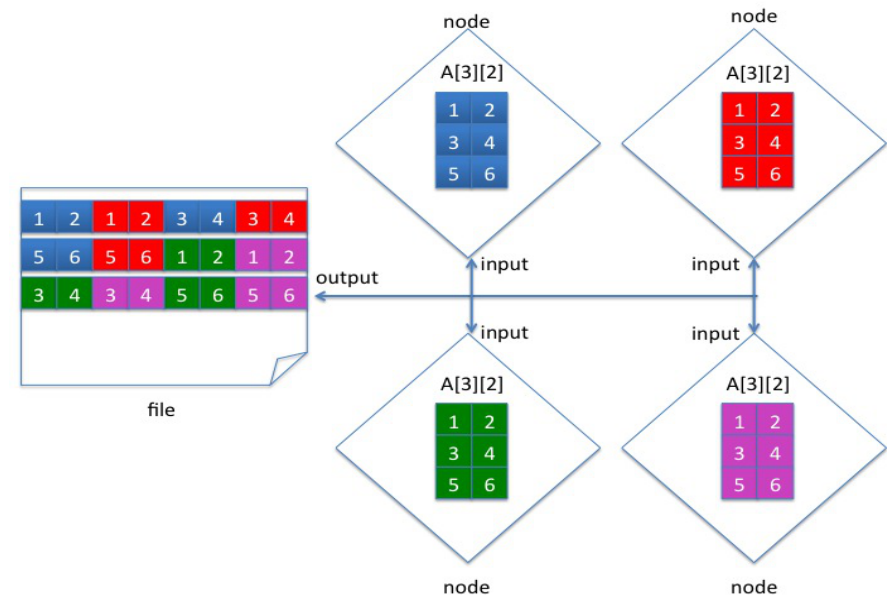 node
node
A[3][2]
A[3][2]
1 2
3 4
5 6
1 2
3 4
5 6
1 2 1 2 3 4 3 4
5 6 5 6 1 2 1 2
3 4 3 4 5 6 5 6
file
input
input
output
input
input
A[3][2]
A[3][2]
1 2
3 4
5 6
1 2
3 4
5 6
node
node